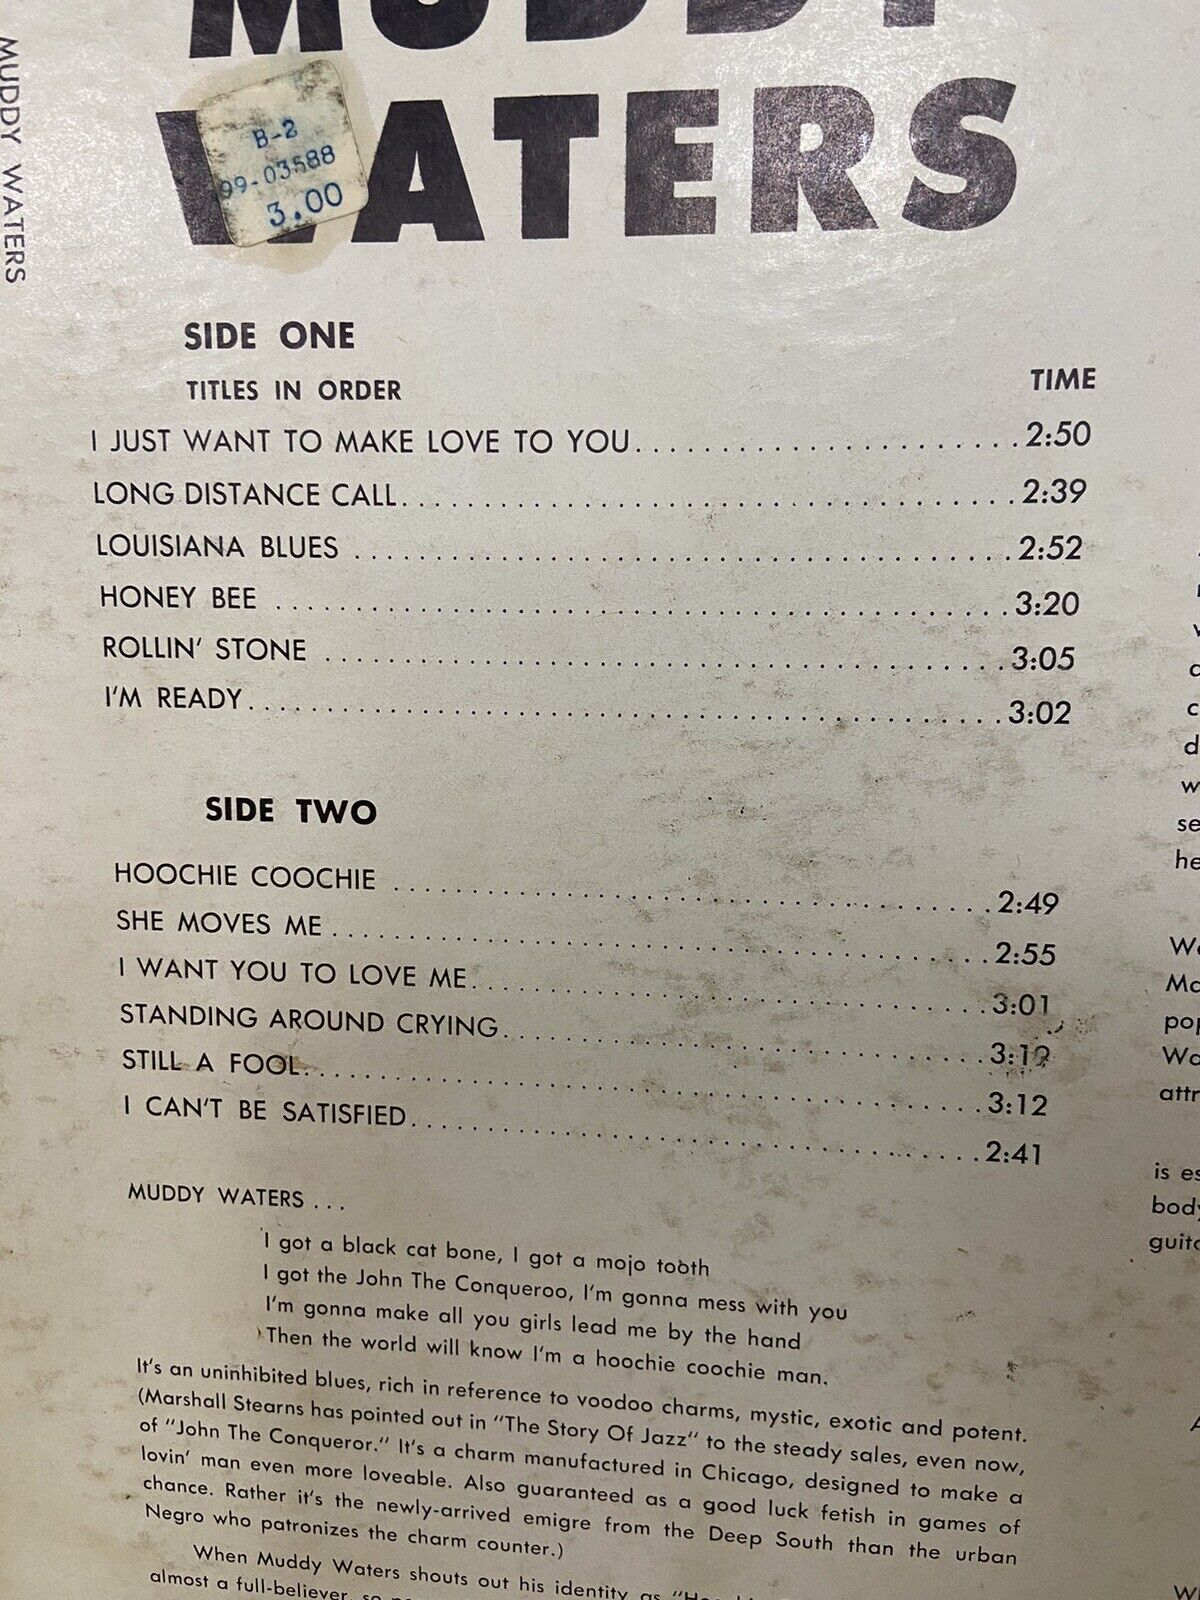 MUDDY
WATERS
MUDDY WATERS
B-2
99-03588
3.00
SIDE ONE
TITLES IN ORDER TIME
I JUST WANT TO MAKE LOVE TO YOU 2:50
LONG DISTANCE CALL 2:39
LOUISIANA BLUES 2:52
HONEY BEE 3:20
ROLLIN' STONE 3:05
I'M READY 3:02
SIDE TWO
HOOCHIE COOCHIE 2:49
SHE MOVES ME 2:55
I WANT YOU TO LOVE ME 3:01
STANDING AROUND CRYING
STILL A FOOL 3:12
I CAN'T BE SATISFIED 2:41
MUDDY WATERS ...
I got a black cat bone, I got a mojo tooth
I got the John The Conqueroo, I'm gonna mess with you
I'm gonna make all you girls lead me by the hand
Then the world will know I'm a hoochie coochie man.
It's an uninhibited blues, rich in reference to voodoo charms, mystic, exotic and potent.
(Marshall Stearns has pointed out in "The Story Of Jazz" to the steady sales, even now,
of "John The Conqueror." It's a charm manufactured in Chicago, designed to make a
lovin' man even more loveable. Also guaranteed as a good luck fetish in games of
chance. Rather it's the newly-arrived emigre from the Deep South than the urban
Negro who patronizes the charm counter.)
When Muddy Waters shouts out his identity as
almost a full-believer,
is